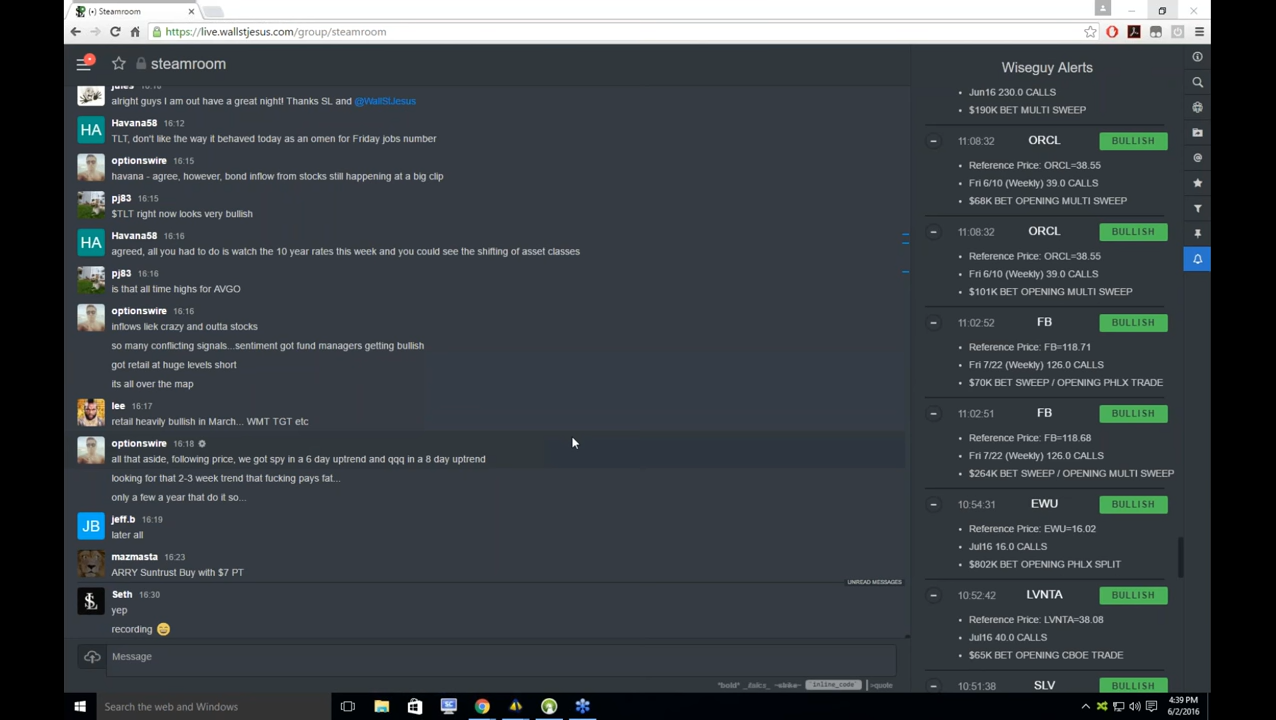 (•) Steamroom
https://live.wallstjesus.com/group/steamroom
steamroom
jules 16:10
alright guys I am out have a great night! Thanks SL and @WallStJesus
HA
Havana58 16:12
TLT, don't like the way it behaved today as an omen for Friday jobs number
optionswire 16:15
havana - agree, however, bond inflow from stocks still happening at a big clip
pj83 16:15
$TLT right now looks very bullish
HA
Havana58 16:16
agreed, all you had to do is watch the 10 year rates this week and you could see the shifting of asset classes
pj83 16:16
is that all time highs for AVGO
optionswire 16:16
inflows liek crazy and outta stocks
so many conflicting signals...sentiment got fund managers getting bullish
got retail at huge levels short
its all over the map
lee 16:17
retail heavily bullish in March... WMT TGT etc
optionswire 16:18
all that aside, following price, we got spy in a 6 day uptrend and qqq in a 8 day uptrend
looking for that 2-3 week trend that fucking pays fat...
only a few a year that do it so...
JB
jeff.b 16:19
later all
mazmasta 16:23
ARRY Suntrust Buy with $7 PT
UNREAD MESSAGES
Seth 16:30
yep
recording
Message
*bold* _italics_ ~strike~ inline_code >quote
Wiseguy Alerts
Jun16 230.0 CALLS
$190K BET MULTI SWEEP
11:08:32 ORCL BULLISH
Reference Price: ORCL=38.55
Fri 6/10 (Weekly) 39.0 CALLS
$68K BET OPENING MULTI SWEEP
11:08:32 ORCL BULLISH
Reference Price: ORCL=38.55
Fri 6/10 (Weekly) 39.0 CALLS
$101K BET OPENING MULTI SWEEP
11:02:52 FB BULLISH
Reference Price: FB=118.71
Fri 7/22 (Weekly) 126.0 CALLS
$70K BET SWEEP / OPENING PHLX TRADE
11:02:51 FB BULLISH
Reference Price: FB=118.68
Fri 7/22 (Weekly) 126.0 CALLS
$264K BET SWEEP / OPENING MULTI SWEEP
10:54:31 EWU BULLISH
Reference Price: EWU=16.02
Jul16 16.0 CALLS
$802K BET OPENING PHLX SPLIT
10:52:42 LVNTA BULLISH
Reference Price: LVNTA=38.08
Jul16 40.0 CALLS
$65K BET OPENING CBOE TRADE
10:51:38 SLV BULLISH
Search the web and Windows
4:39 PM
6/2/2016